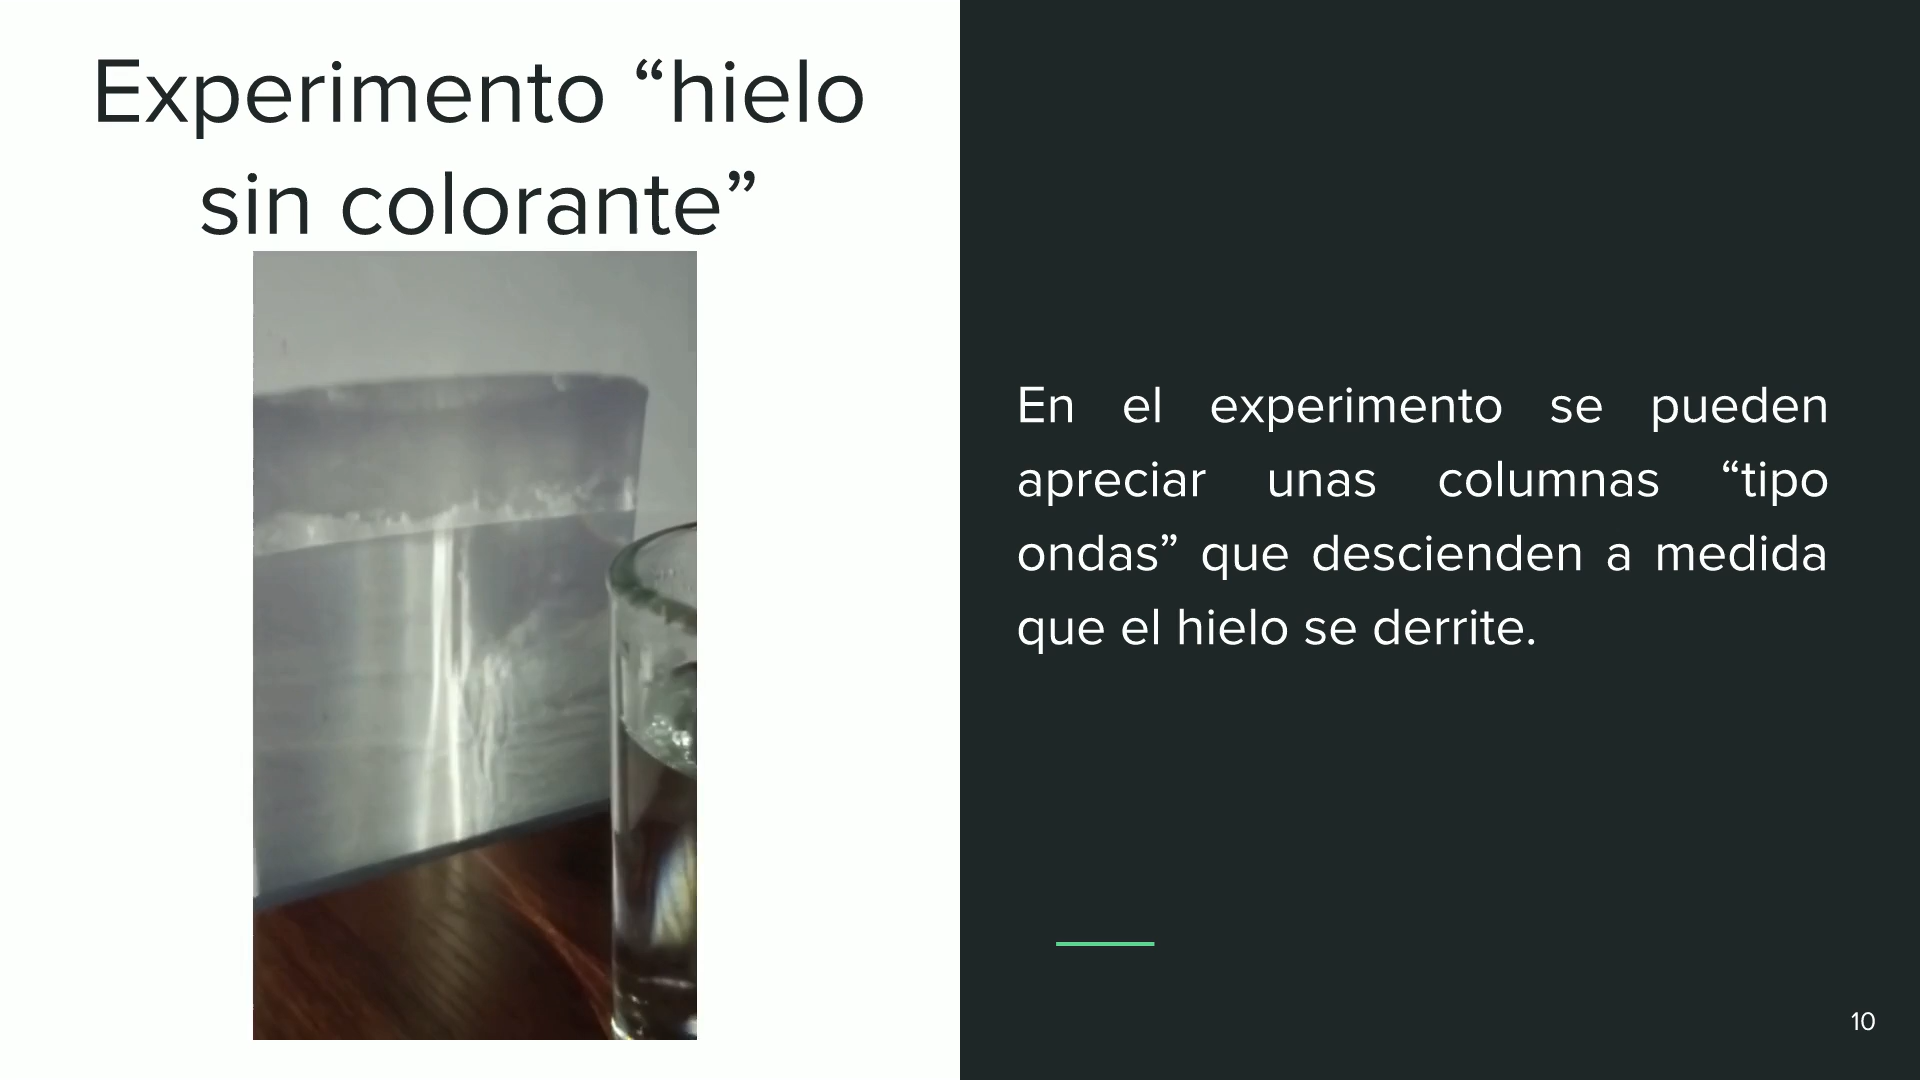 Experimento “hielo
sin colorante”
En el experimento se pueden
apreciar unas columnas “tipo
ondas” que descienden a medida
que el hielo se derrite.
10